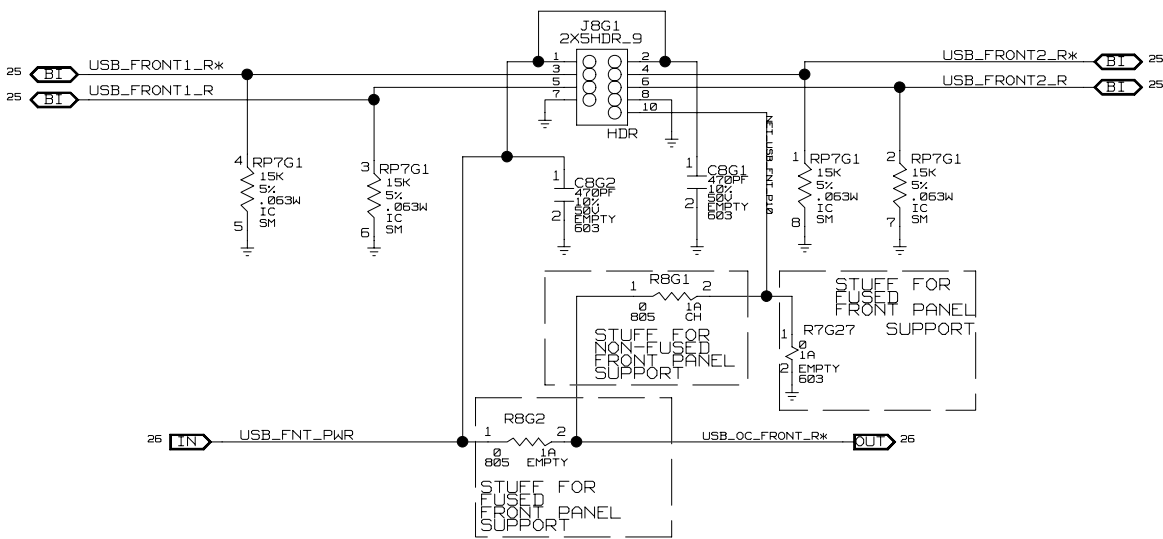 J8G1
2X5HDR_9
25 BI USB_FRONT1_R*
25 BI USB_FRONT1_R
1 2
3 4
5 6
7 8
10
HDR
USB_FRONT2_R* BI 25
USB_FRONT2_R BI 25
NET_USB_FNT_P10
4 RP7G1
15K
5%
.063W
IC
SM
5
3 RP7G1
15K
5%
.063W
IC
SM
6
1 C8G2
470PF
10%
50V
EMPTY
603
2
1 C8G1
470PF
10%
50V
EMPTY
603
2
1 RP7G1
15K
5%
.063W
IC
SM
8
2 RP7G1
15K
5%
.063W
IC
SM
7
R8G1
1 2
0 1A
805 CH
STUFF FOR
NON-FUSED
FRONT PANEL
SUPPORT
STUFF FOR
FUSED
FRONT PANEL
SUPPORT
R7G27
1 0
1A
2 EMPTY
603
26 IN USB_FNT_PWR
R8G2
1 2
0 1A
805 EMPTY
USB_OC_FRONT_R* OUT 26
STUFF FOR
FUSED
FRONT PANEL
SUPPORT